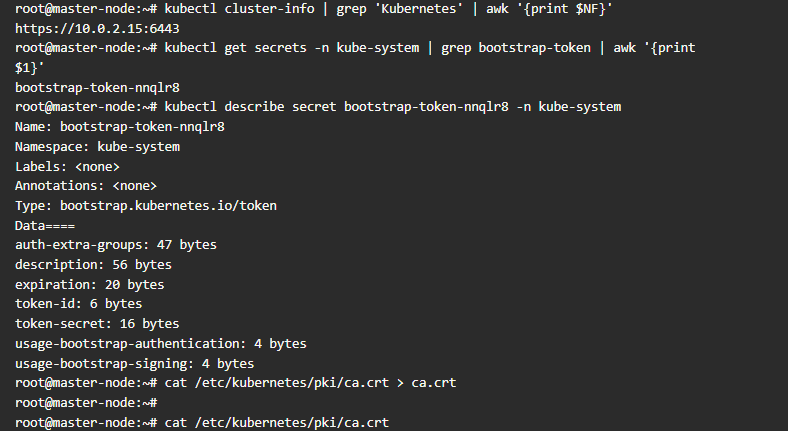 root@master-node:~# kubectl cluster-info | grep 'Kubernetes' | awk '{print $NF}'
https://10.0.2.15:6443
root@master-node:~# kubectl get secrets -n kube-system | grep bootstrap-token | awk '{print
$1}'
bootstrap-token-nnqlr8
root@master-node:~# kubectl describe secret bootstrap-token-nnqlr8 -n kube-system
Name: bootstrap-token-nnqlr8
Namespace: kube-system
Labels: <none>
Annotations: <none>
Type: bootstrap.kubernetes.io/token
Data====
auth-extra-groups: 47 bytes
description: 56 bytes
expiration: 20 bytes
token-id: 6 bytes
token-secret: 16 bytes
usage-bootstrap-authentication: 4 bytes
usage-bootstrap-signing: 4 bytes
root@master-node:~# cat /etc/kubernetes/pki/ca.crt > ca.crt
root@master-node:~#
root@master-node:~# cat /etc/kubernetes/pki/ca.crt